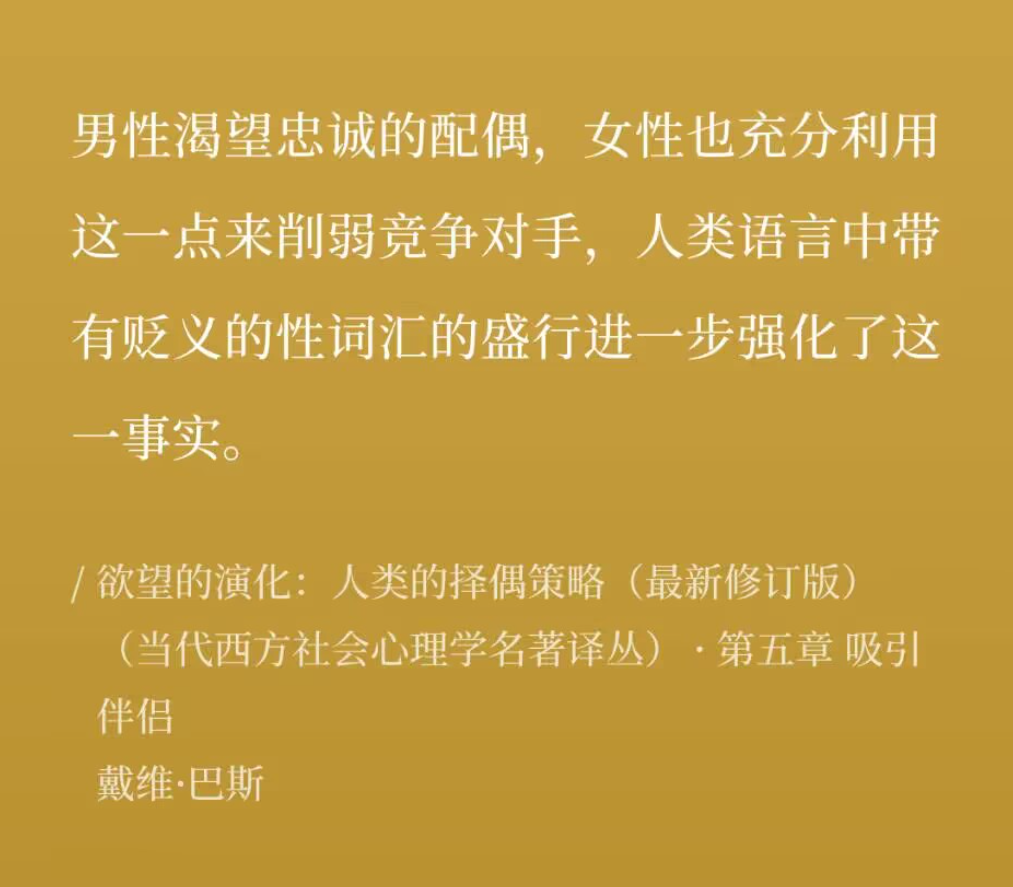 男性渴望忠诚的配偶，女性也充分利用
这一点来削弱竞争对手，人类语言中带
有贬义的性词汇的盛行进一步强化了这
一事实。
/ 欲望的演化：人类的择偶策略（最新修订版）
（当代西方社会心理学名著译丛）· 第五章 吸引
伴侣
戴维·巴斯